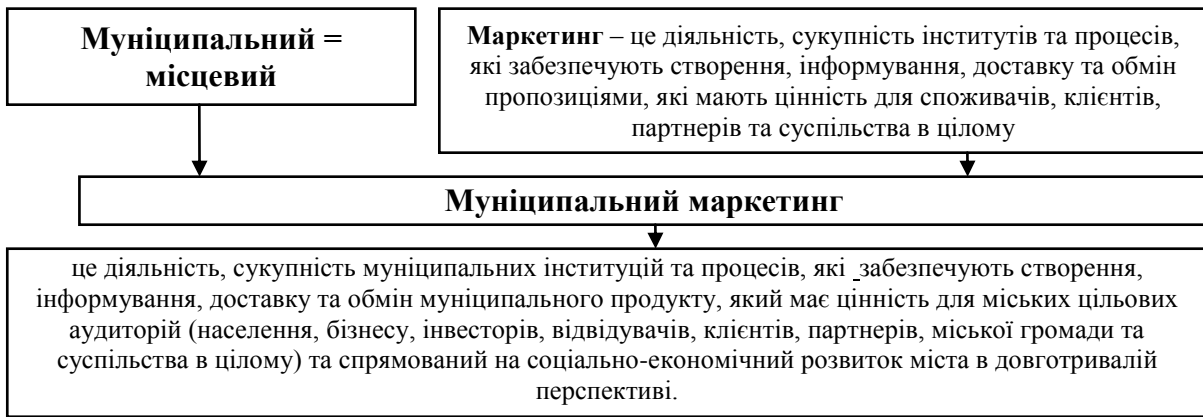 Муніципальний =
місцевий
Маркетинг – це діяльність, сукупність інститутів та процесів,
які забезпечують створення, інформування, доставку та обмін
пропозиціями, які мають цінність для споживачів, клієнтів,
партнерів та суспільства в цілому
Муніципальний маркетинг
це діяльність, сукупність муніципальних інституцій та процесів, які забезпечують створення,
інформування, доставку та обмін муніципального продукту, який має цінність для міських цільових
аудиторій (населення, бізнесу, інвесторів, відвідувачів, клієнтів, партнерів, міської громади та
суспільства в цілому) та спрямований на соціально-економічний розвиток міста в довготривалій
перспективі.